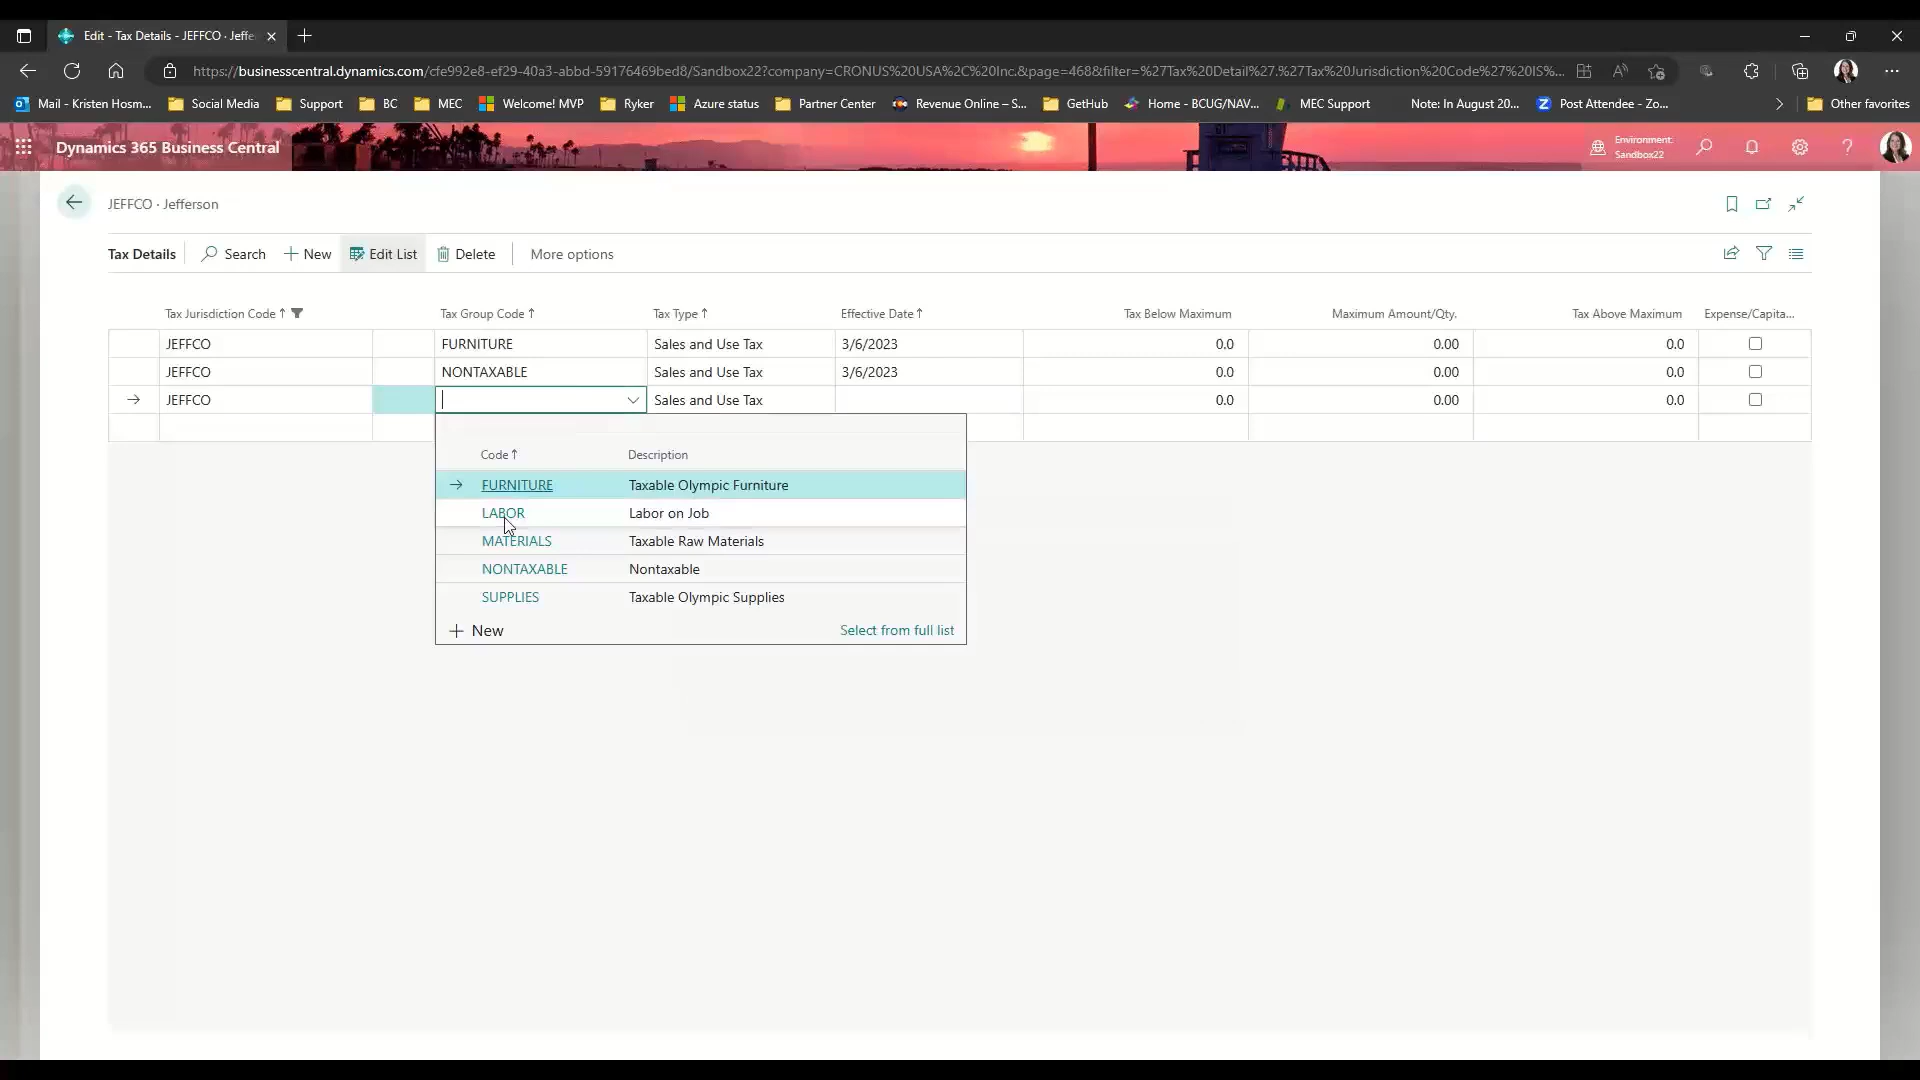 Edit - Tax Details - JEFFCO · Jeffe
https://businesscentral.dynamics.com/cfe992e8-ef29-40a3-abbd-59176469bed8/Sandbox22?company=CRONUS%20USA%2C%20Inc.&page=468&filter=%27Tax%20Detail%27.%27Tax%20Jurisdiction%20Code%27%20IS%...
Mail - Kristen Hosm... Social Media Support BC MEC Welcome! MVP Ryker Azure status Partner Center Revenue Online – S... GetHub Home - BCUG/NAV... MEC Support Note: In August 20... Post Attendee - Zo... Other favorites
Dynamics 365 Business Central Environment: Sandbox22
JEFFCO · Jefferson
Tax Details Search New Edit List Delete More options
Tax Jurisdiction Code ↑ Tax Group Code ↑ Tax Type ↑ Effective Date ↑ Tax Below Maximum Maximum Amount/Qty. Tax Above Maximum Expense/Capita...
JEFFCO FURNITURE Sales and Use Tax 3/6/2023 0.0 0.00 0.0
JEFFCO NONTAXABLE Sales and Use Tax 3/6/2023 0.0 0.00 0.0
JEFFCO Sales and Use Tax 0.0 0.00 0.0
Code ↑ Description
FURNITURE Taxable Olympic Furniture
LABOR Labor on Job
MATERIALS Taxable Raw Materials
NONTAXABLE Nontaxable
SUPPLIES Taxable Olympic Supplies
New Select from full list